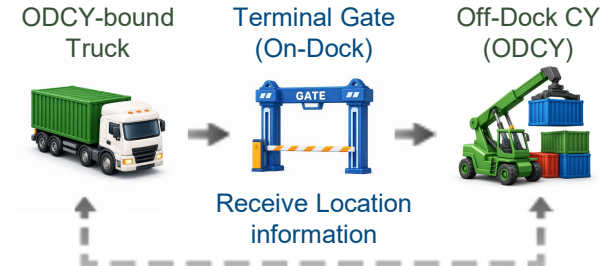 ODCY-bound
Truck
Terminal Gate
(On-Dock)
Off-Dock CY
(ODCY)
GATE
Receive Location
information